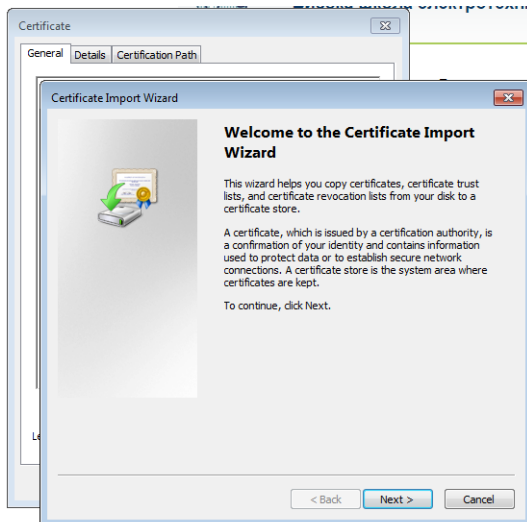 школа електротехни
Certificate
General Details Certification Path
Certificate Import Wizard
Welcome to the Certificate Import
Wizard
This wizard helps you copy certificates, certificate trust
lists, and certificate revocation lists from your disk to a
certificate store.
A certificate, which is issued by a certification authority, is
a confirmation of your identity and contains information
used to protect data or to establish secure network
connections. A certificate store is the system area where
certificates are kept.
To continue, click Next.
Le
< Back Next > Cancel